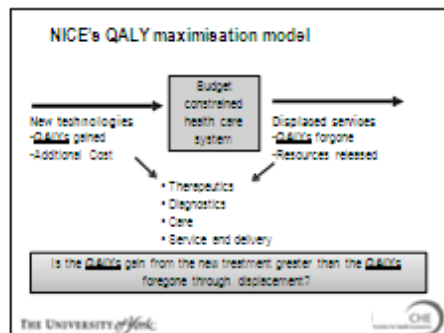 NICE's QALY maximisation model
Budget
constrained
health care
system
New technologies
-QALYs gained
-Additional Cost
Displaced services
-QALYs forgone
-Resources released
• Therapeutics
• Diagnostics
• Care
• Service and delivery
Is the QALYs gain from the new treatment greater than the QALYs
foregone through displacement?
THE UNIVERSITY of York
CHE